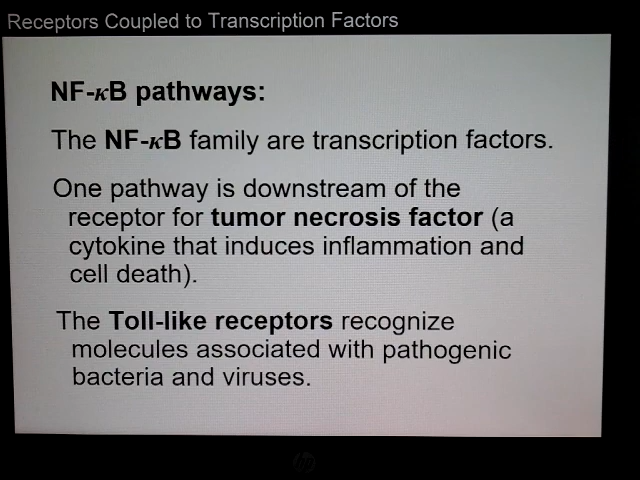 Receptors Coupled to Transcription Factors
NF-κB pathways:
The NF-κB family are transcription factors.
One pathway is downstream of the
receptor for tumor necrosis factor (a
cytokine that induces inflammation and
cell death).
The Toll-like receptors recognize
molecules associated with pathogenic
bacteria and viruses.
hp